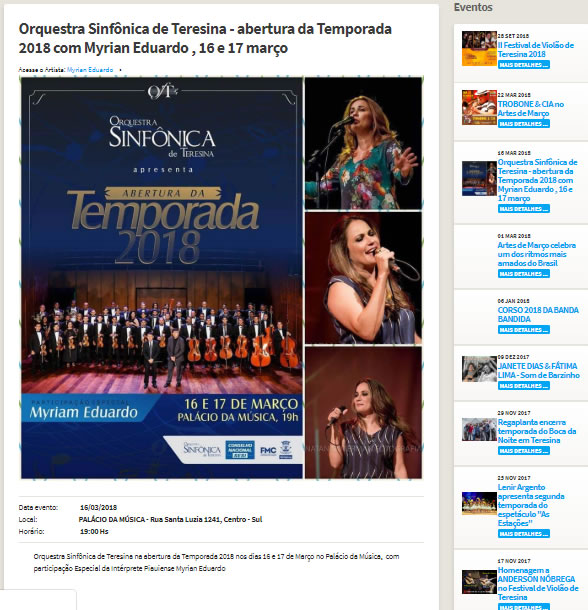 Orquestra Sinfônica de Teresina - abertura da Temporada
2018 com Myrian Eduardo , 16 e 17 março
Acesse o Artista: Myrian Eduardo •
OST
ORQUESTRA
SINFÔNICA
de TERESINA
apresenta
ABERTURA DA
Temporada
2018
PARTICIPAÇÃO ESPECIAL
Myriam Eduardo
16 E 17 DE MARÇO
PALÁCIO DA MÚSICA, 19h
ORQUESTRA
SINFÔNICA
de TERESINA
CONSELHO
NACIONAL
SESI
FMC
Data evento: 16/03/2018
Local: PALÁCIO DA MÚSICA - Rua Santa Luzia 1241, Centro - Sul
Horário: 19:00 Hs
Orquestra Sinfônica de Teresina na abertura da Temporada 2018 nos dias 16 e 17 de Março no Palácio da Música, com
participação Especial da Intérprete Piauiense Myrian Eduardo
Eventos
28 SET 2018
II Festival de Violão de
Teresina 2018
MAIS DETALHES ...
22 MAR 2018
TROBONE & CIA no
Artes de Março
MAIS DETALHES ...
16 MAR 2018
Orquestra Sinfônica de
Teresina - abertura da
Temporada 2018 com
Myrian Eduardo , 16 e
17 março
MAIS DETALHES ...
01 MAR 2018
Artes de Março celebra
um dos ritmos mais
amados do Brasil
MAIS DETALHES ...
06 JAN 2018
CORSO 2018 DA BANDA
BANDIDA
MAIS DETALHES ...
09 DEZ 2017
JANETE DIAS & FÁTIMA
LIMA - Som de Barzinho
MAIS DETALHES ...
29 NOV 2017
Regaplanta encerra
temporada do Boca da
Noite em Teresina
MAIS DETALHES ...
25 NOV 2017
Lenir Argento
apresenta segunda
temporada do
espetáculo "As
Estações"
MAIS DETALHES ...
17 NOV 2017
Homenagem a
ANDERSON NÓBREGA
no Festival de Violão de
Teresina
MAIS DETALHES ...